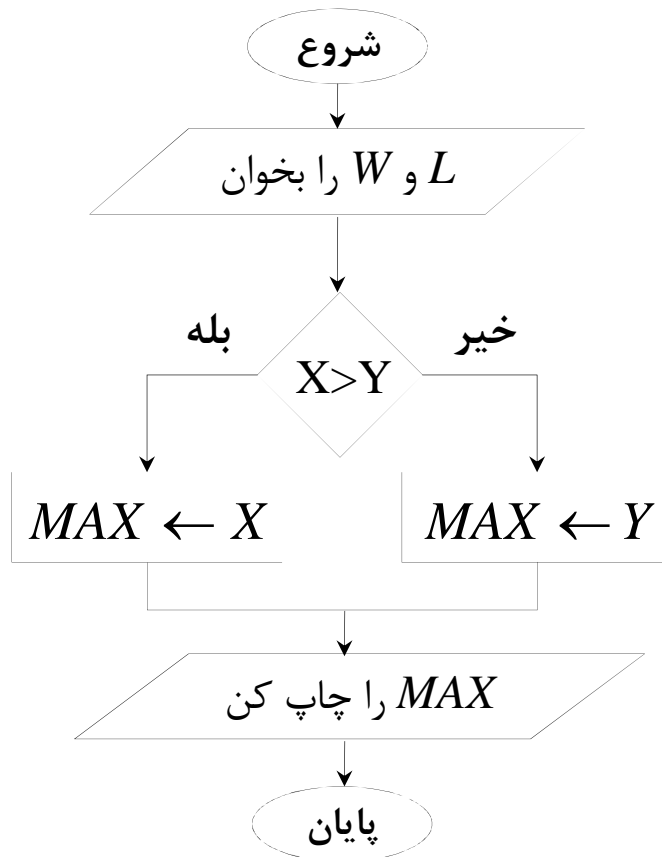 شروع
L و W را بخوان
خیر
بله
X>Y
MAX ← Y
MAX ← X
MAX را چاپ کن
پایان